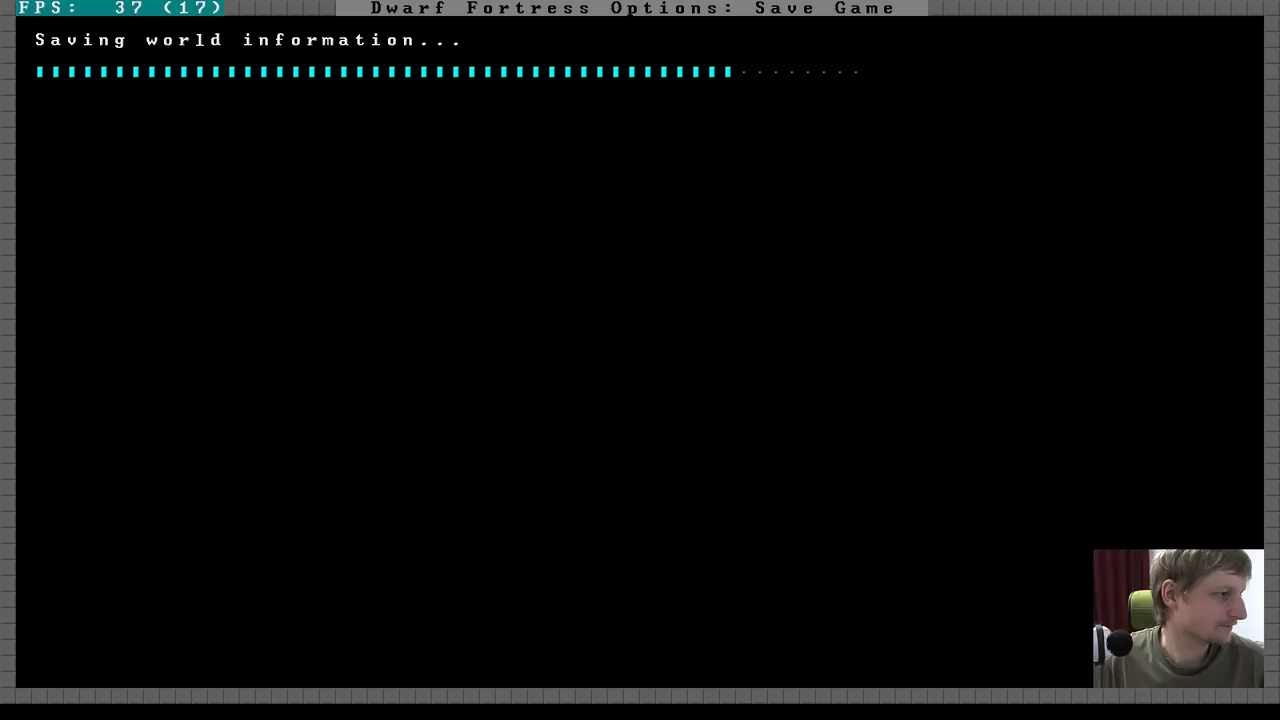 FPS: 37 (17)
Dwarf Fortress Options: Save Game
Saving world information...